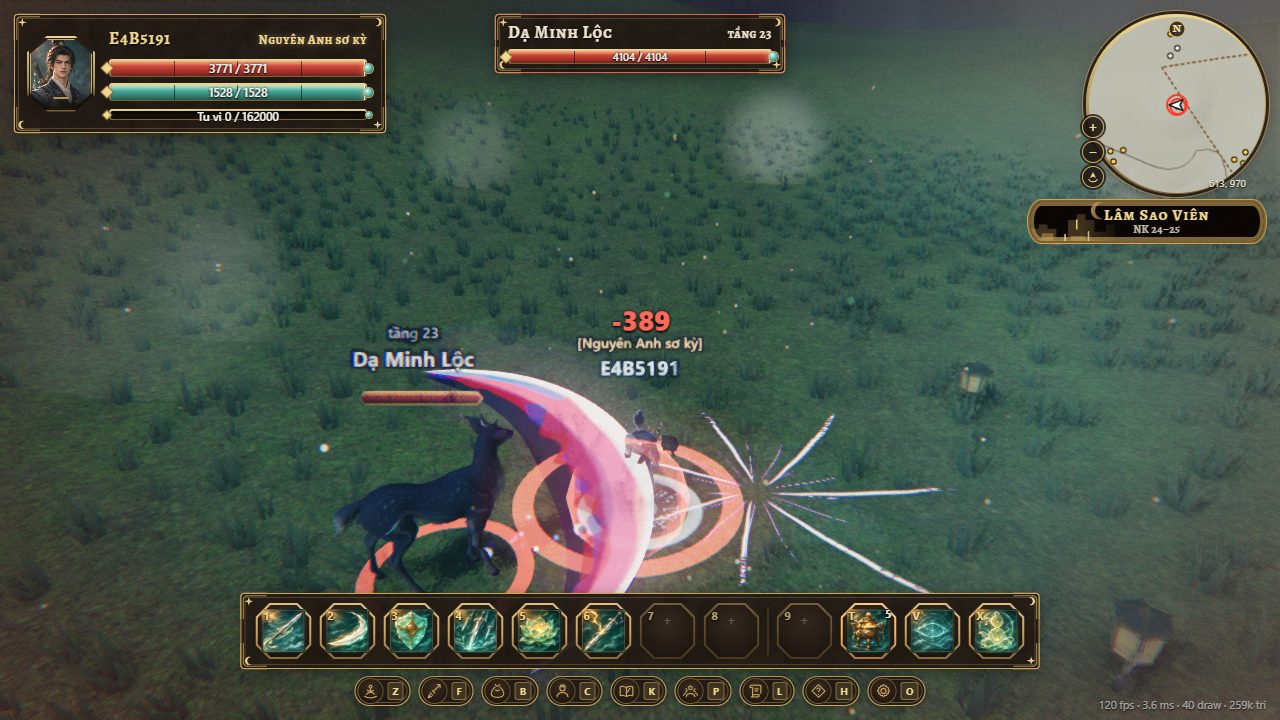 E4B5191
Nguyên Anh sơ kỳ
3771 / 3771
1528 / 1528
Tu vi 0 / 162000
Dạ Minh Lộc
tầng 23
4104 / 4104
N
+
−
613, 970
Lâm Sao Viên
NK 24–25
-389
[Nguyên Anh sơ kỳ]
E4B5191
tầng 23
Dạ Minh Lộc
1
2
3
4
5
6
7
+
8
+
9
+
T
5
V
X
Z
F
B
C
K
P
L
H
O
120 fps · 3.6 ms · 40 draw · 259k tri